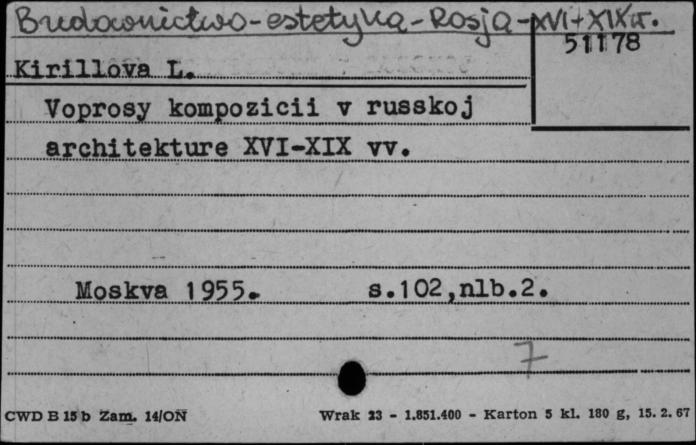 Budownictwo-estetyka-Rosja-XVI+XIXw.
51178
Kirillova L.
Voprosy kompozicii v russkoj
architekture XVI-XIX vv.
Moskva 1955. s.102,nlb.2.
7
CWD B 15 b Zam. 14/ON Wrak 23 - 1.851.400 - Karton 5 kl. 180 g, 15. 2. 67